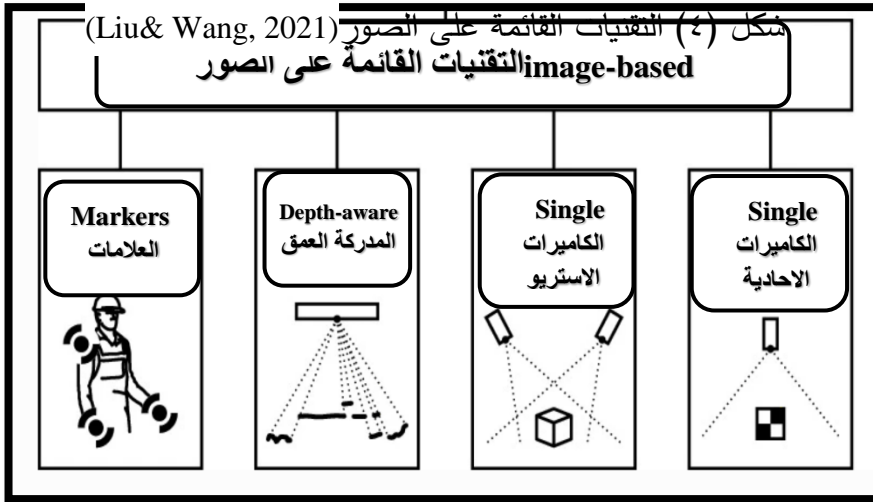 شكل (٤) التقنيات القائمة على الصور (Liu& Wang, 2021)
image-basedالتقنيات القائمة على الصور
Single
الكاميرات
الاحادية
Single
الكاميرات
الاستريو
Depth-aware
المدركة العمق
Markers
العلامات